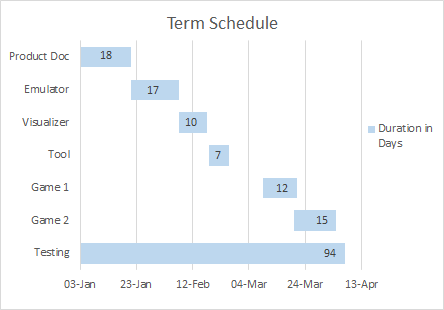 Term Schedule
Product Doc 18
Emulator 17
Visualizer 10
Tool 7
Game 1 12
Game 2 15
Testing 94
Duration in
Days
03-Jan 23-Jan 12-Feb 04-Mar 24-Mar 13-Apr